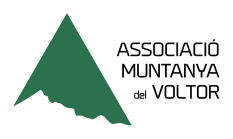 ASSOCIACIÓ
MUNTANYA
del VOLTOR